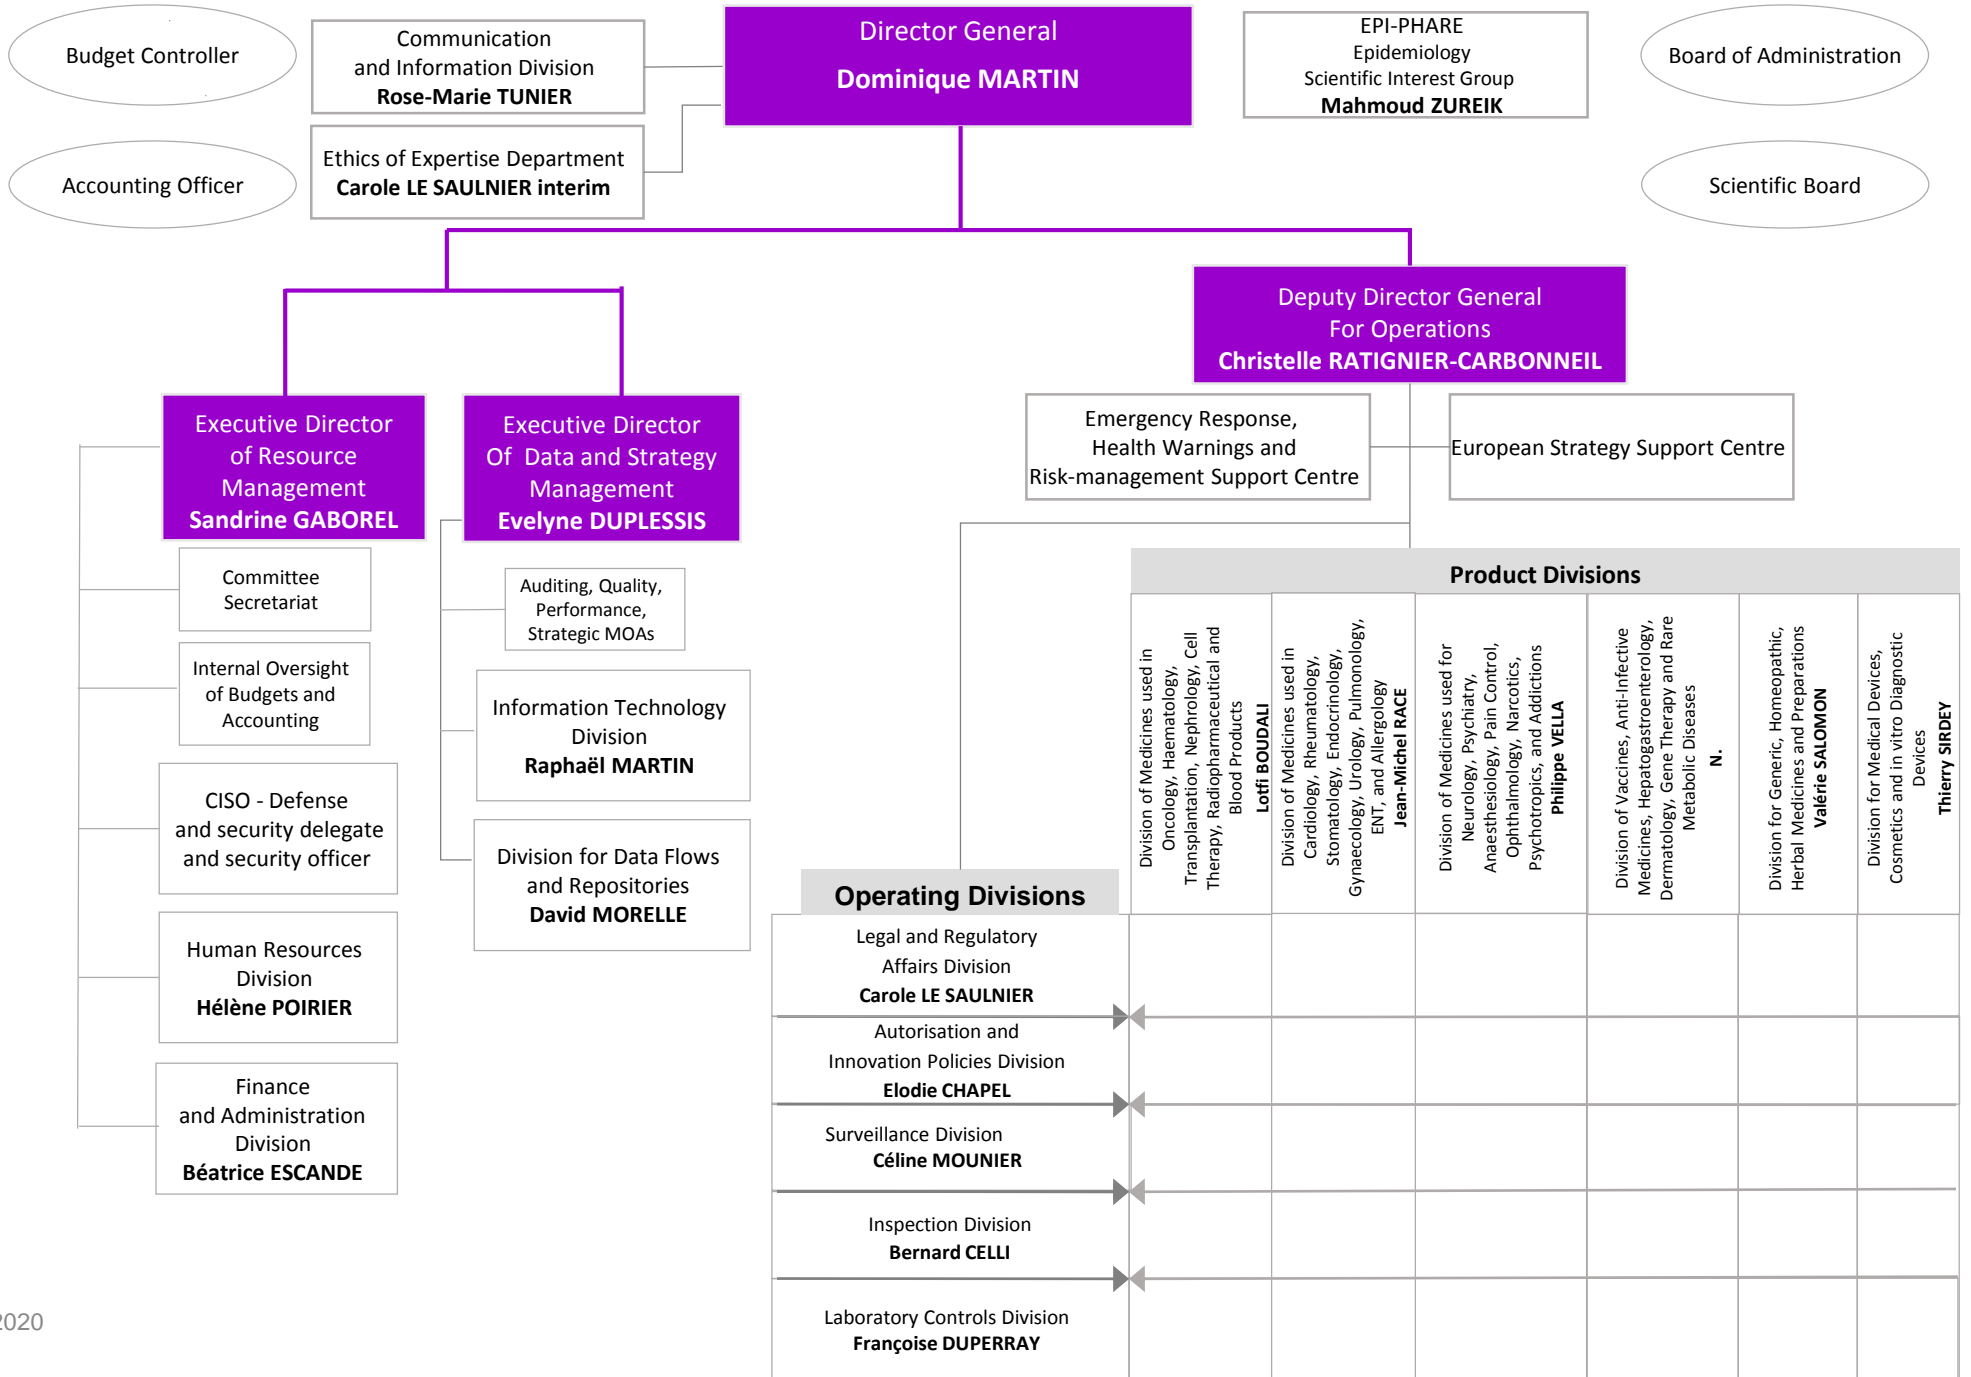 Budget Controller
Communication
and Information Division
Rose-Marie TUNIER
Director General
Dominique MARTIN
EPI-PHARE
Epidemiology
Scientific Interest Group
Mahmoud ZUREIK
Board of Administration
Accounting Officer
Ethics of Expertise Department
Carole LE SAULNIER interim
Scientific Board
Deputy Director General
For Operations
Christelle RATIGNIER-CARBONNEIL
Executive Director
of Resource
Management
Sandrine GABOREL
Executive Director
Of Data and Strategy
Management
Evelyne DUPLESSIS
Emergency Response,
Health Warnings and
Risk-management Support Centre
European Strategy Support Centre
Committee
Secretariat
Internal Oversight
of Budgets and
Accounting
CISO - Defense
and security delegate
and security officer
Human Resources
Division
Hélène POIRIER
Finance
and Administration
Division
Béatrice ESCANDE
Auditing, Quality,
Performance,
Strategic MOAs
Information Technology
Division
Raphaël MARTIN
Division for Data Flows
and Repositories
David MORELLE
Product Divisions
Division of Medicines used in
Oncology, Haematology,
Transplantation, Nephrology, Cell
Therapy, Radiopharmaceutical and
Blood Products
Lotfi BOUDALI
Division of Medicines used in
Cardiology, Rheumatology,
Stomatology, Endocrinology,
Gynaecology, Urology, Pulmonology,
ENT, and Allergology
Jean-Michel RACE
Division of Medicines used for
Neurology, Psychiatry,
Anaesthesiology, Pain Control,
Ophthalmology, Narcotics,
Psychotropics, and Addictions
Philippe VELLA
Division of Vaccines, Anti-Infective
Medicines, Hepatogastroenterology,
Dermatology, Gene Therapy and Rare
Metabolic Diseases
N.
Division for Generic, Homeopathic,
Herbal Medicines and Preparations
Valérie SALOMON
Division for Medical Devices,
Cosmetics and in vitro Diagnostic
Devices
Thierry SIRDEY
Operating Divisions
Legal and Regulatory
Affairs Division
Carole LE SAULNIER
Autorisation and
Innovation Policies Division
Elodie CHAPEL
Surveillance Division
Céline MOUNIER
Inspection Division
Bernard CELLI
Laboratory Controls Division
Françoise DUPERRAY
2020